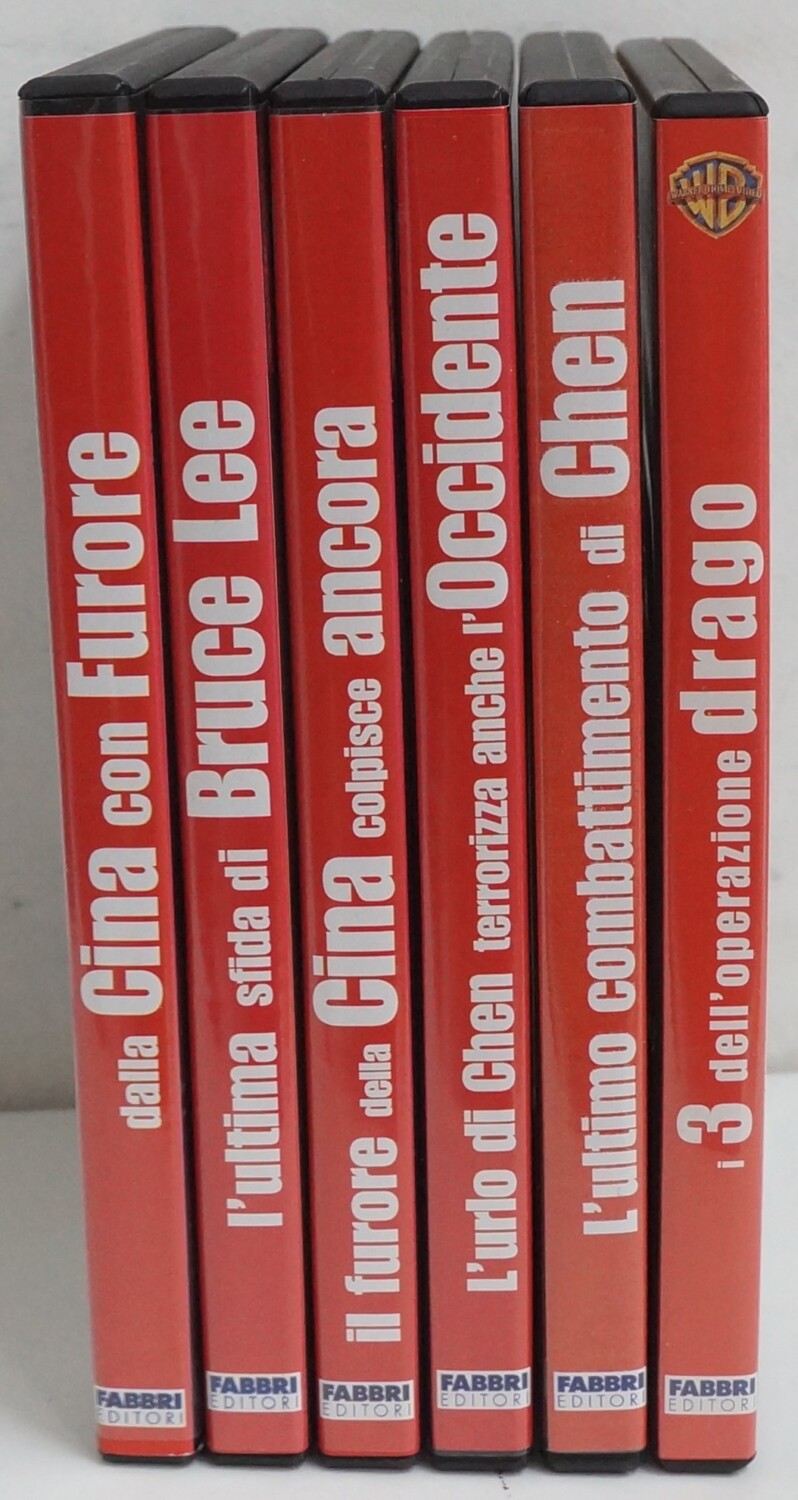 dalla Cina con Furore
FABBRI
EDITORI
l'ultima sfida di Bruce Lee
FABBRI
EDITORI
il furore della Cina colpisce ancora
FABBRI
EDITORI
L'urlo di Chen terrorizza anche l'Occidente
FABBRI
EDITORI
L'ultimo combattimento di Chen
FABBRI
EDITORI
WB
i 3 dell'operazione drago
FABBRI
EDITORI